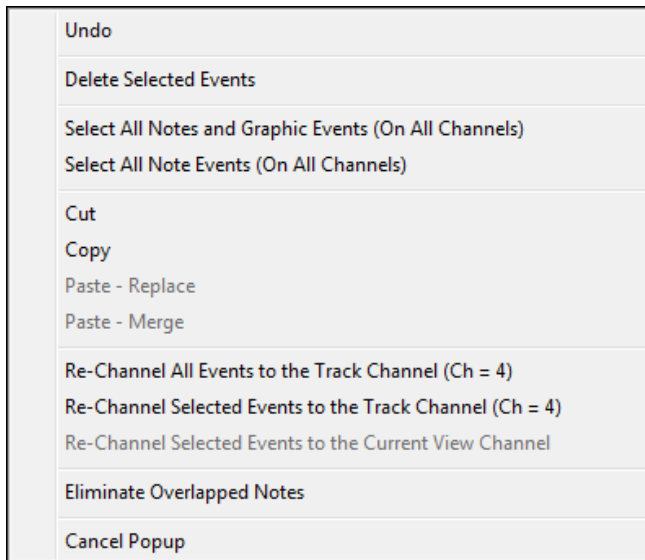 Undo
Delete Selected Events
Select All Notes and Graphic Events (On All Channels)
Select All Note Events (On All Channels)
Cut
Copy
Paste - Replace
Paste - Merge
Re-Channel All Events to the Track Channel (Ch = 4)
Re-Channel Selected Events to the Track Channel (Ch = 4)
Re-Channel Selected Events to the Current View Channel
Eliminate Overlapped Notes
Cancel Popup